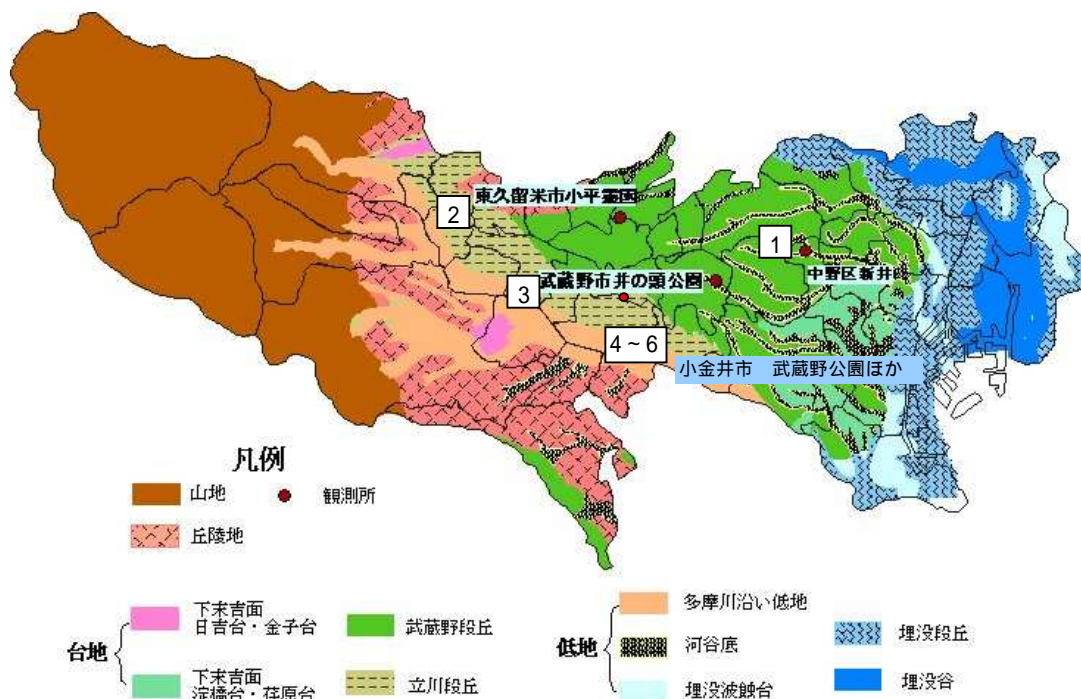 東久留米市小平霊園
2
1
中野区新井
武蔵野市井の頭公園
3
4～6
小金井市 武蔵野公園ほか
凡例
山地
観測所
丘陵地
台地
下末吉面
日吉台・金子台
武蔵野段丘
下末吉面
淀橋台・荏原台
立川段丘
低地
多摩川沿い低地
河谷底
埋没段丘
埋没波蝕台
埋没谷